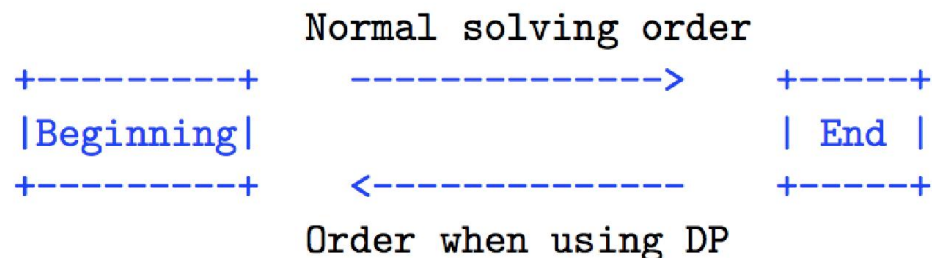 Normal solving order
+---------+ --------------> +-----+
|Beginning| | End |
+---------+ <-------------- +-----+
Order when using DP